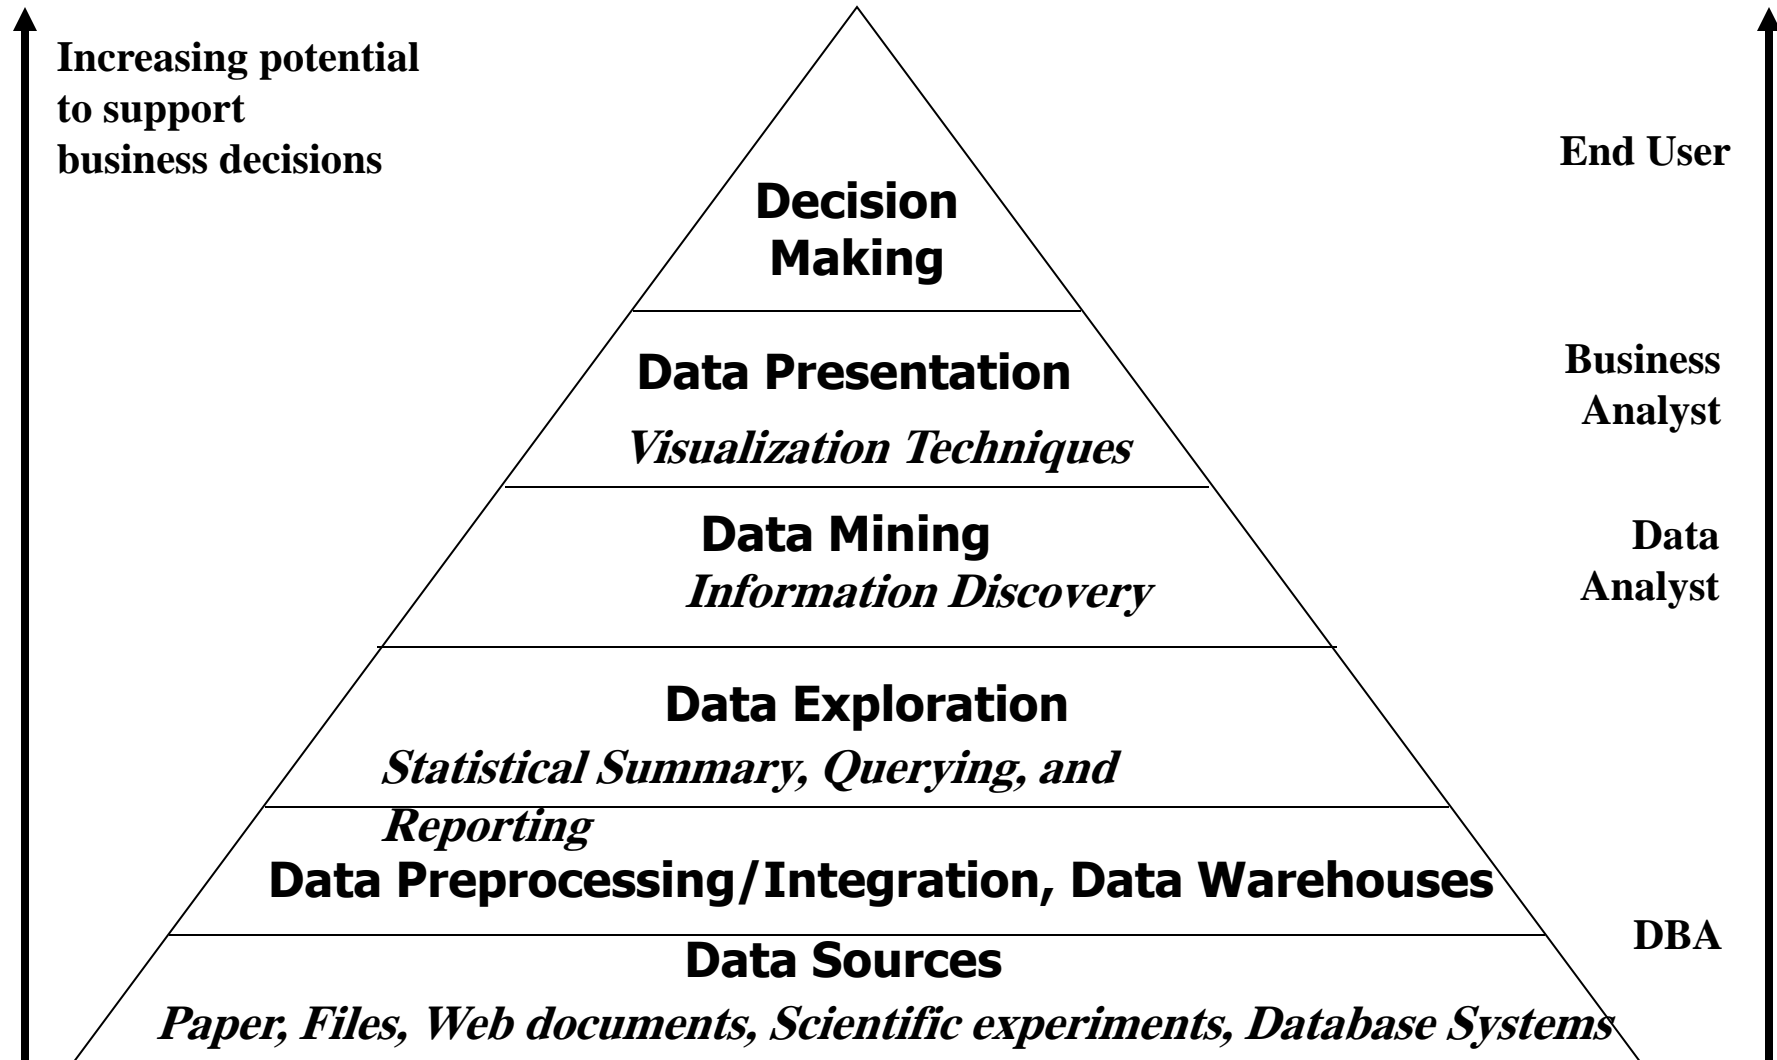 Increasing potential
to support
business decisions
End User
Decision
Making
Data Presentation
Visualization Techniques
Business
Analyst
Data Mining
Information Discovery
Data
Analyst
Data Exploration
Statistical Summary, Querying, and
Reporting
Data Preprocessing/Integration, Data Warehouses
DBA
Data Sources
Paper, Files, Web documents, Scientific experiments, Database Systems